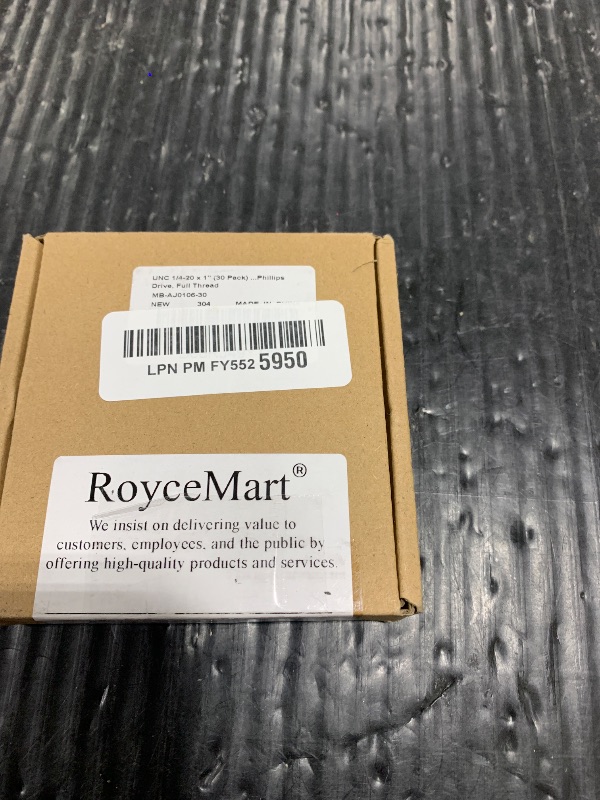 UNC 1/4-20 x 1" (30 Pack) ...Phillips
Drive, Full Thread
MB-AJ0106-30
NEW 304 MADE IN
LPN PM FY552 5950
RoyceMart®
We insist on delivering value to
customers, employees, and the public by
offering high-quality products and services.